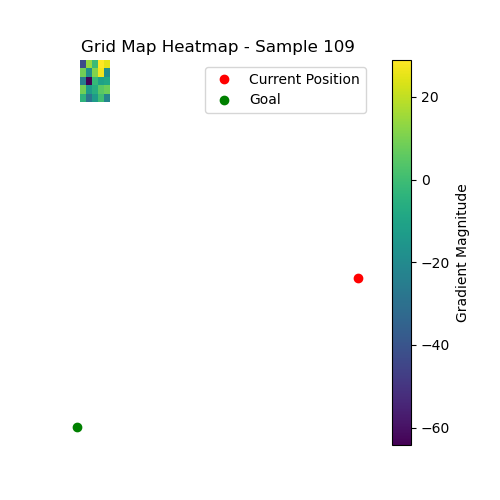 Grid Map Heatmap - Sample 109
Current Position
Goal
20
0
−20
−40
−60
Gradient Magnitude